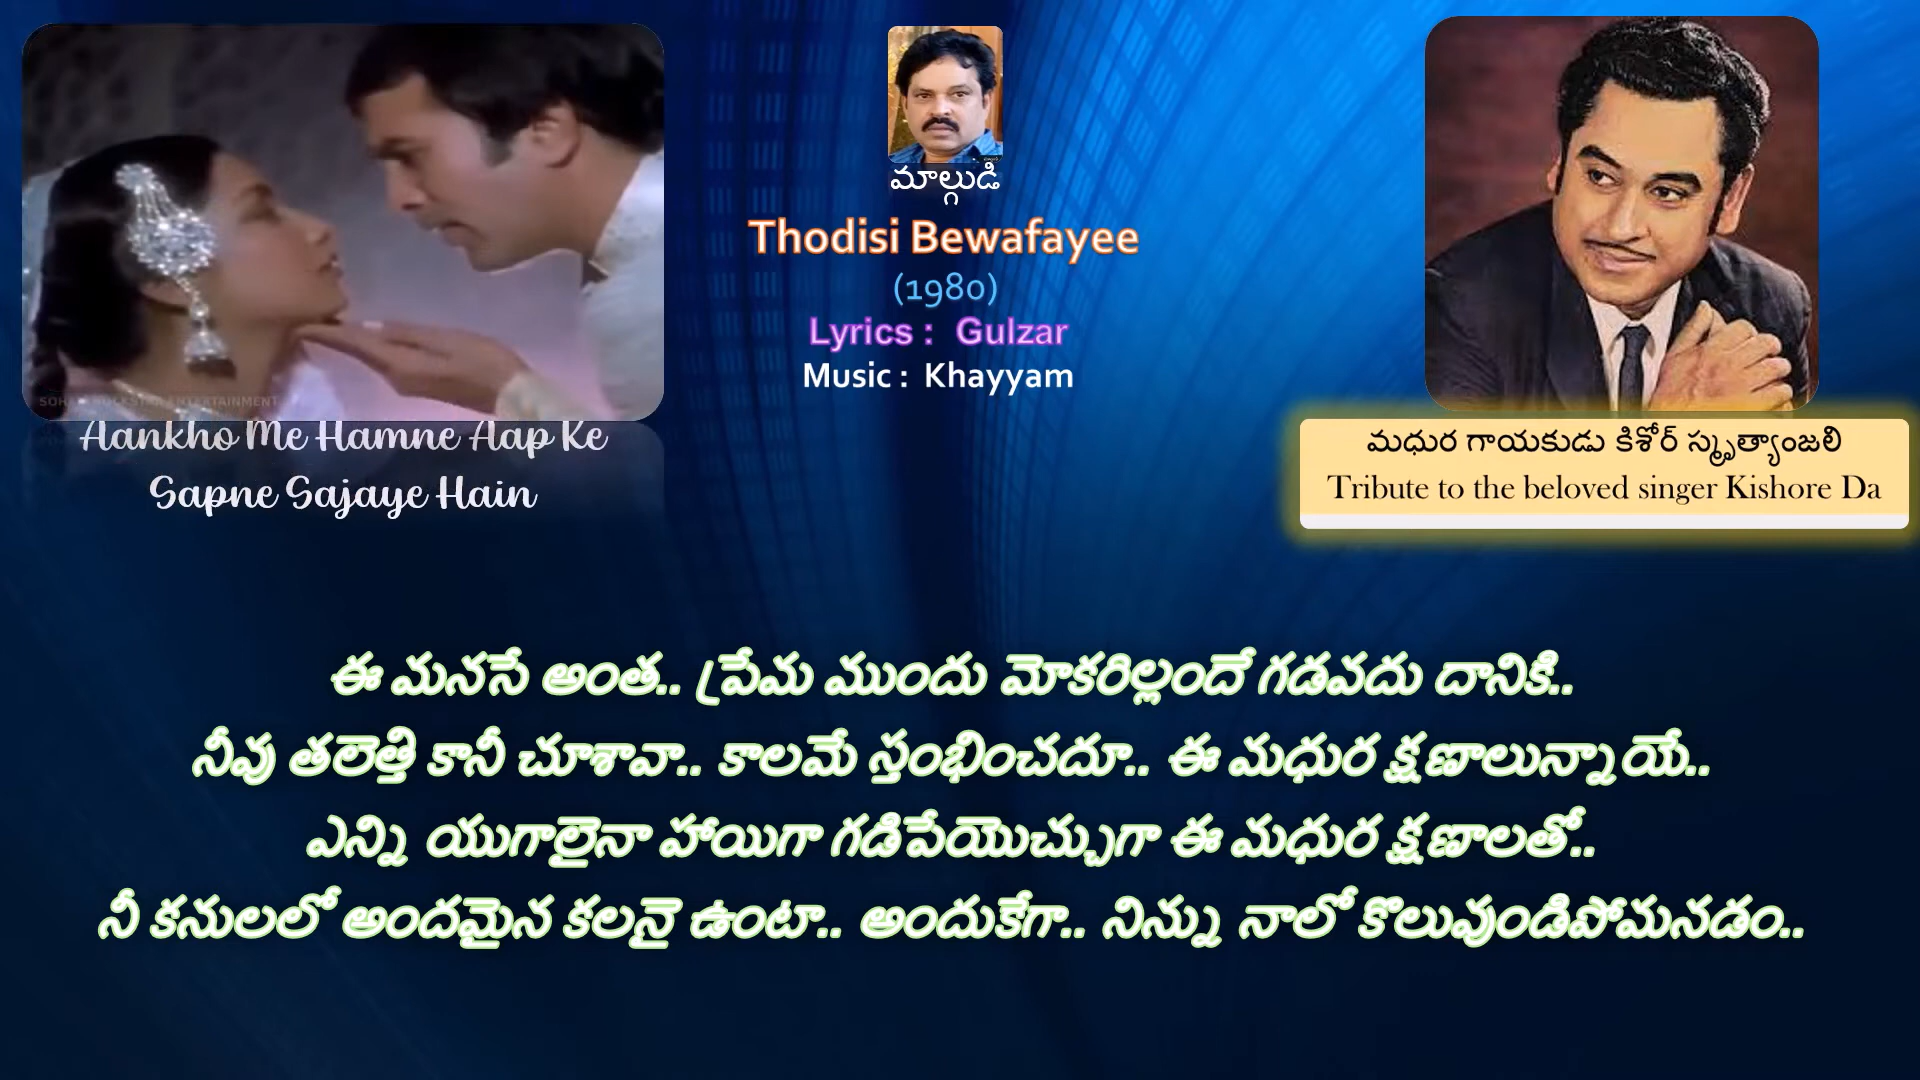 మాల్గుడి
Thodisi Bewafayee
(1980)
Lyrics : Gulzar
Music : Khayyam
Aankho Me Hamne Aap Ke
Sapne Sajaye Hain
మధుర గాయకుడు కిశోర్ స్మృత్యాంజలి
Tribute to the beloved singer Kishore Da
ఈ మనసే అంత.. ప్రేమ ముందు మోకరిల్లందే గడవదు దానికి..
నీవు తలెత్తి కానీ చూశావా.. కాలమే స్తంభించదూ.. ఈ మధుర క్షణాలున్నాయే..
ఎన్ని యుగాలైనా హాయిగా గడిపేయొచ్చుగా ఈ మధుర క్షణాలతో..
నీ కనులలో అందమైన కలనై ఉంటా.. అందుకేగా.. నిన్ను నాలో కొలువుండిపోమనడం..